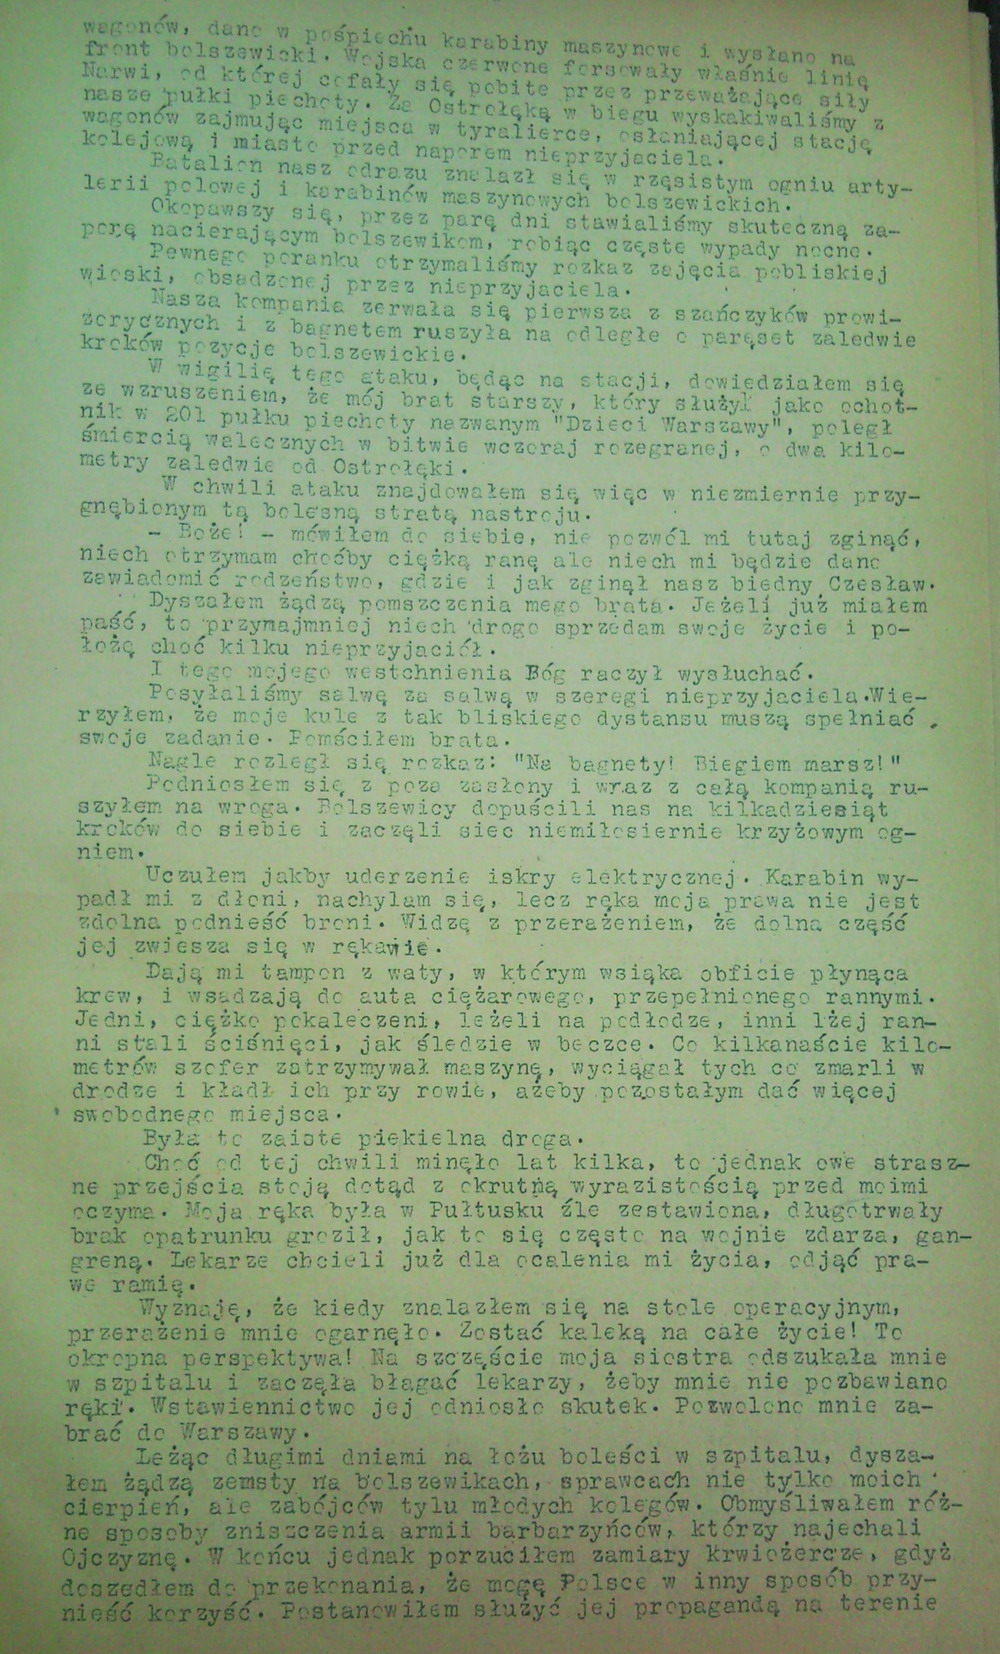 wagonów, dano w pośpiechu karabiny maszynowe i wysłano na
front bolszewicki. Wojska czerwone forsowały właśnie linię
Narwi, od której cofały się pobite przez przeważające siły
nasze pułki piechoty. Za Ostrołęką w biegu wyskakiwaliśmy z
wagonów zajmując miejsca w tyralierce, osłaniającej stację
kolejową i miasto przed naporem nieprzyjaciela.
Batalion nasz odrazu znalazł się w rzęsistym ogniu arty-
lerii polowej i karabinów maszynowych bolszewickich.
Okopawszy się, przez parę dni stawialiśmy skuteczną za-
porę nacierającym bolszewikom, robiąc częste wypady nocne.
Pewnego poranku otrzymaliśmy rozkaz zajęcia pobliskiej
wioski, obsadzonej przez nieprzyjaciela.
Nasza kompania zerwała się pierwsza z szańczyków prowi-
zorycznych i z bagnetem ruszyła na odległe o paręset zaledwie
kroków pozycje bolszewickie.
W wigilię tego ataku, będąc na stacji, dowiedziałem się
ze wzruszeniem, że mój brat starszy, który służył jako ochot-
nik w 201 pułku piechoty nazwanym "Dzieci Warszawy", poległ
śmiercią walecznych w bitwie wczoraj rozegranej, o dwa kilo-
metry zaledwie od Ostrołęki.
W chwili ataku znajdowałem się więc w niezmiernie przy-
gnębionym tą bolesną stratą nastroju.
- Boże! - mówiłem do siebie, nie pozwól mi tutaj zginąć,
niech otrzymam choćby ciężką ranę ale niech mi będzie dano
zawiadomić rodzeństwo, gdzie i jak zginął nasz biedny Czesław.
Dyszałem żądzą pomszczenia mego brata. Jeżeli już miałem
paść, to przynajmniej niech drogo sprzedam swoje życie i po-
łożę choć kilku nieprzyjaciół.
I tego mojego westchnienia Bóg raczył wysłuchać.
Posyłaliśmy salwę za salwą w szeregi nieprzyjaciela.Wie-
rzyłem, że moje kule z tak bliskiego dystansu muszą spełniać
swoje zadanie. Pomściłem brata.
Nagle rozległ się rozkaz: "Na bagnety! Biegiem marsz!"
Podniosłem się z poza zasłony i wraz z całą kompanią ru-
szyłem na wroga. Bolszewicy dopuścili nas na kilkadziesiąt
kroków do siebie i zaczęli siec niemiłosiernie krzyżowym og-
niem.
Uczułem jakby uderzenie iskry elektrycznej. Karabin wy-
padł mi z dłoni, nachylam się, lecz ręka moja prawa nie jest
zdolna podnieść broni. Widzę z przerażeniem, że dolna część
jej zwiesza się w rękawie.
Dają mi tampon z waty, w którym wsiąka obficie płynąca
krew, i wsadzają do auta ciężarowego, przepełnionego rannymi.
Jedni, ciężko pokaleczeni, leżeli na podłodze, inni lżej ran-
ni stali ściśnięci, jak śledzie w beczce. Co kilkanaście kilo-
metrów szofer zatrzymywał maszynę, wyciągał tych co zmarli w
drodze i kładł ich przy rowie, ażeby pozostałym dać więcej
swobodnego miejsca.
Była to zaiste piekielna droga.
Choć od tej chwili minęło lat kilka, to jednak owe strasz-
ne przejścia stoją dotąd z okrutną wyrazistością przed moimi
oczyma. Moja ręka była w Pułtusku źle zestawiona, długotrwały
brak opatrunku groził, jak to się często na wojnie zdarza, gan-
greną. Lekarze chcieli już dla ocalenia mi życia, odjąć pra-
we ramię.
Wyznaję, że kiedy znalazłem się na stole operacyjnym,
przerażenie mnie ogarnęło. Zostać kaleką na całe życie! To
okropna perspektywa! Na szczęście moja siostra odszukała mnie
w szpitalu i zaczęła błagać lekarzy, żeby mnie nie pozbawiano
ręki. Wstawiennictwo jej odniosło skutek. Pozwolono mnie za-
brać do Warszawy.
Leżąc długimi dniami na łożu boleści w szpitalu, dysza-
łem żądzą zemsty na bolszewikach, sprawcach nie tylko moich
cierpień, ale zabójców tylu młodych kolegów. Obmyśliwałem róż-
ne sposoby zniszczenia armii barbarzyńców, którzy najechali
Ojczyznę. W końcu jednak porzuciłem zamiary krwiożercze, gdyż
doszedłem do przekonania, że mogę Polsce w inny sposób przy-
nieść korzyść. Postanowiłem służyć jej propagandą na terenie